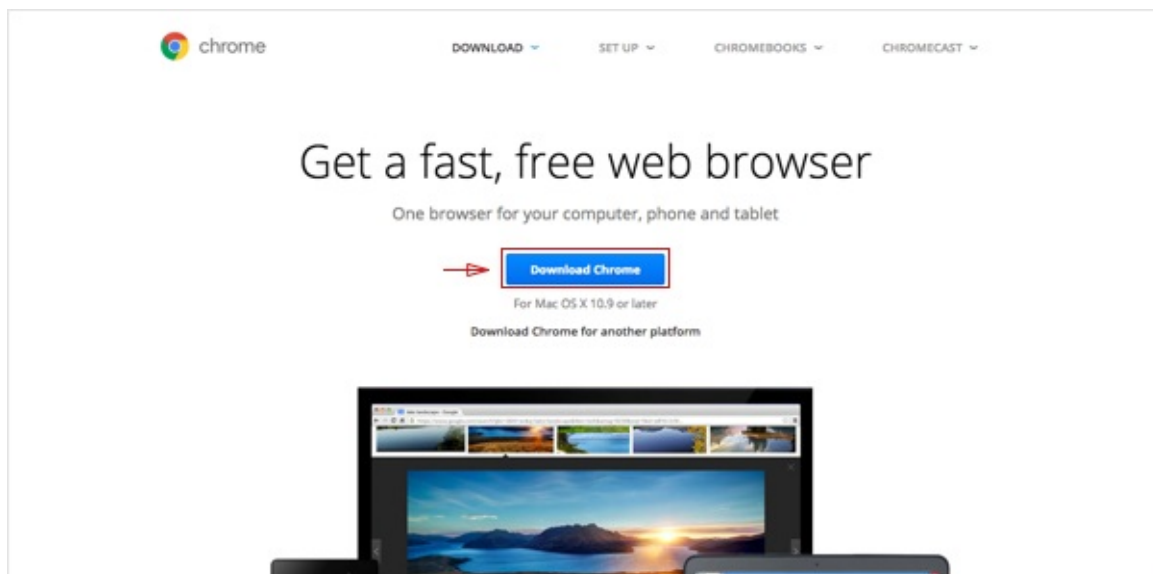 chrome
DOWNLOAD SET UP CHROMEBOOKS CHROMECAST
Get a fast, free web browser
One browser for your computer, phone and tablet
Download Chrome
For Mac OS X 10.9 or later
Download Chrome for another platform